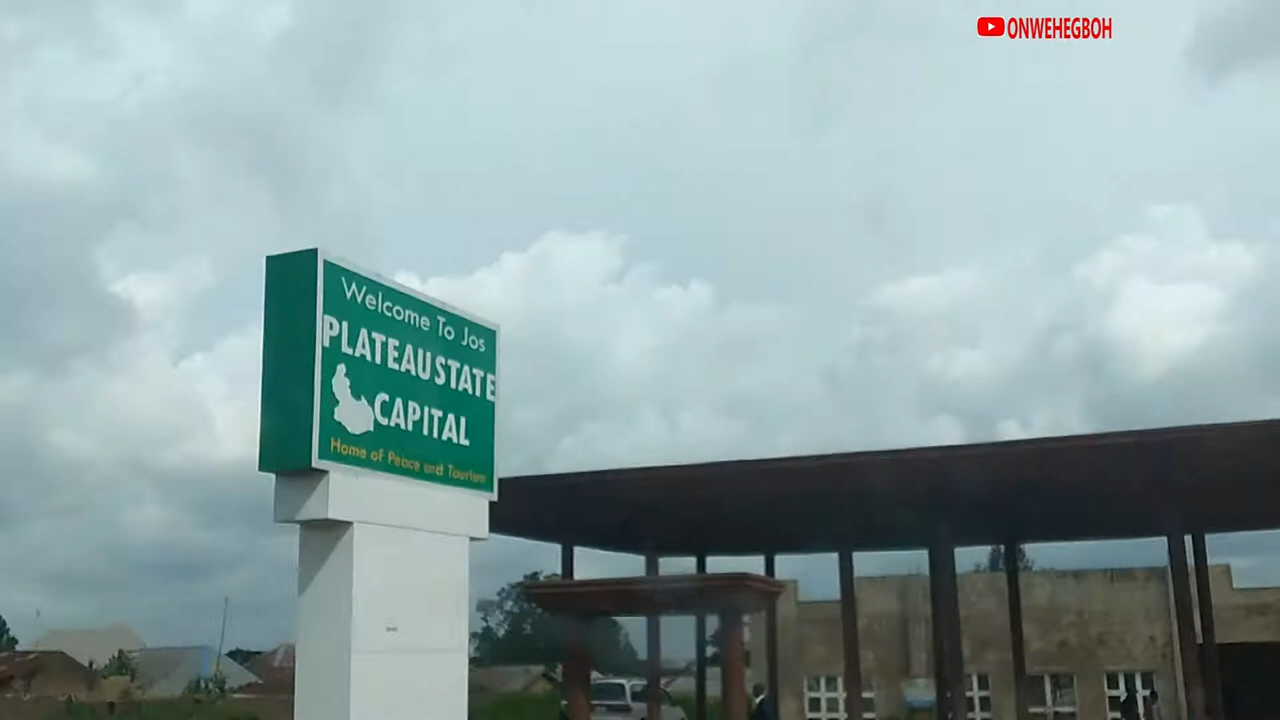 ONWEHEGBOH
Welcome To Jos
PLATEAU STATE
CAPITAL
Home of Peace and Tourism